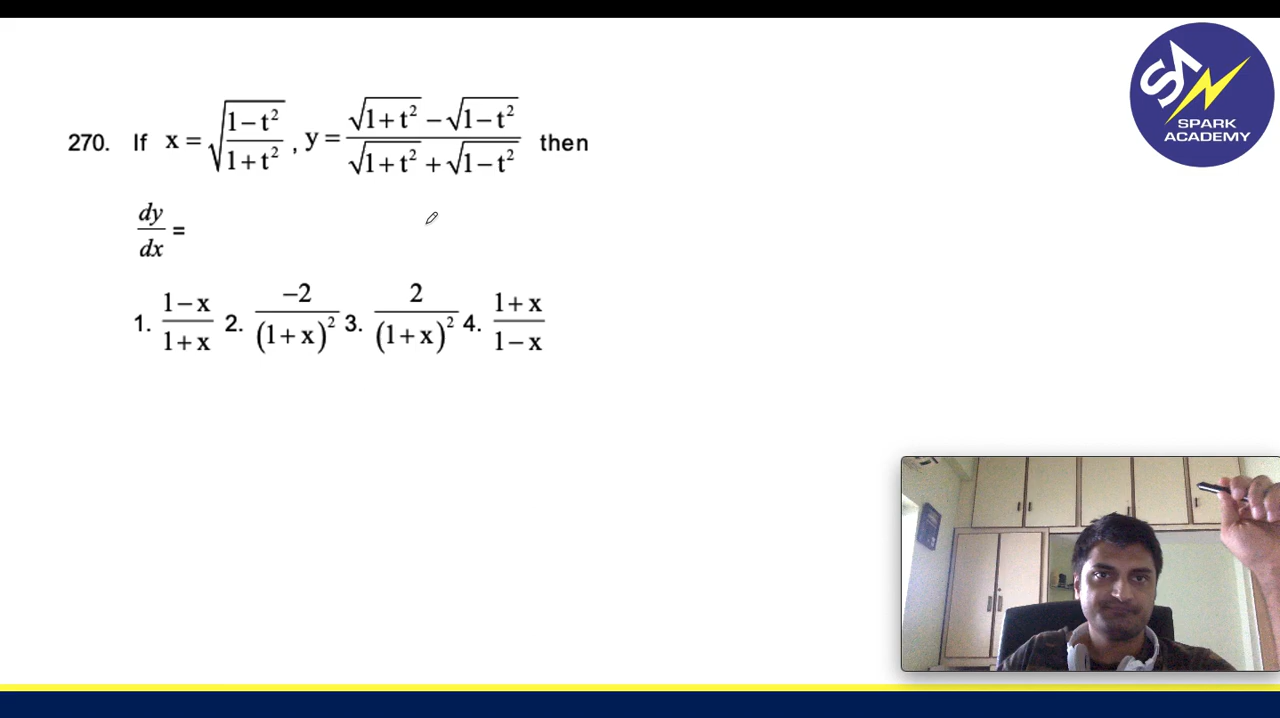 270. If x = √((1−t²)/(1+t²)), y = (√(1+t²) − √(1−t²))/(√(1+t²) + √(1−t²)) then
dy/dx =
1. (1−x)/(1+x) 2. −2/(1+x)² 3. 2/(1+x)² 4. (1+x)/(1−x)
SPARK
ACADEMY